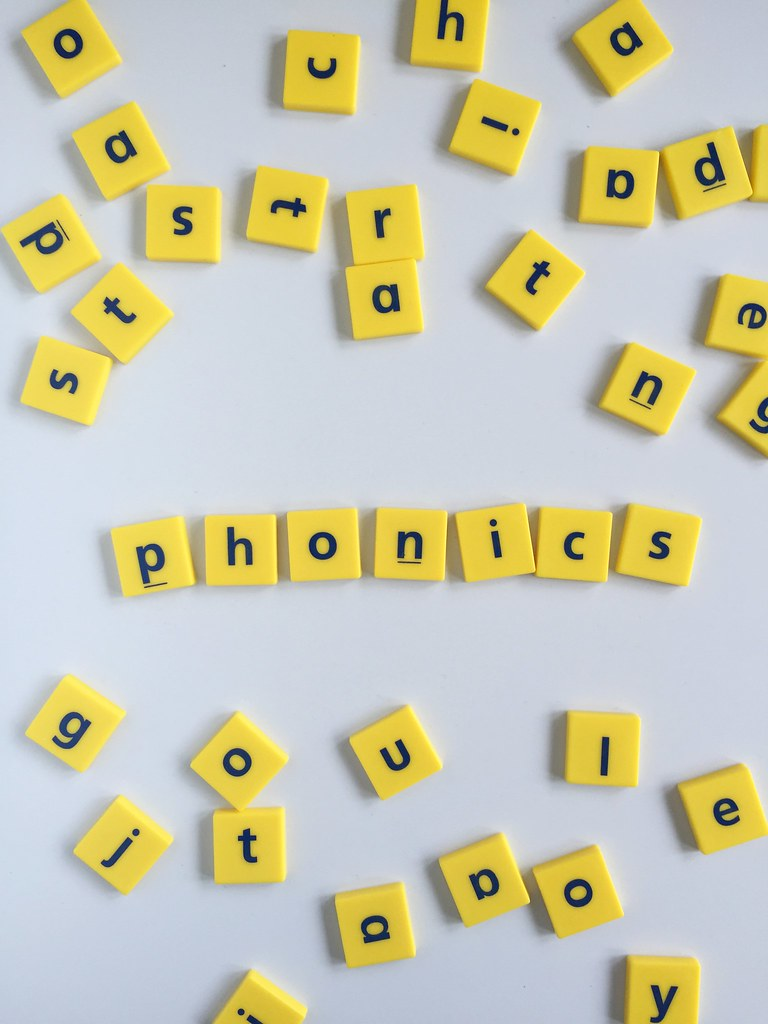 o c h a
a i
p s t r a d
a t
t e
s n g
phonics
g o u l
j t e
a a o
i y